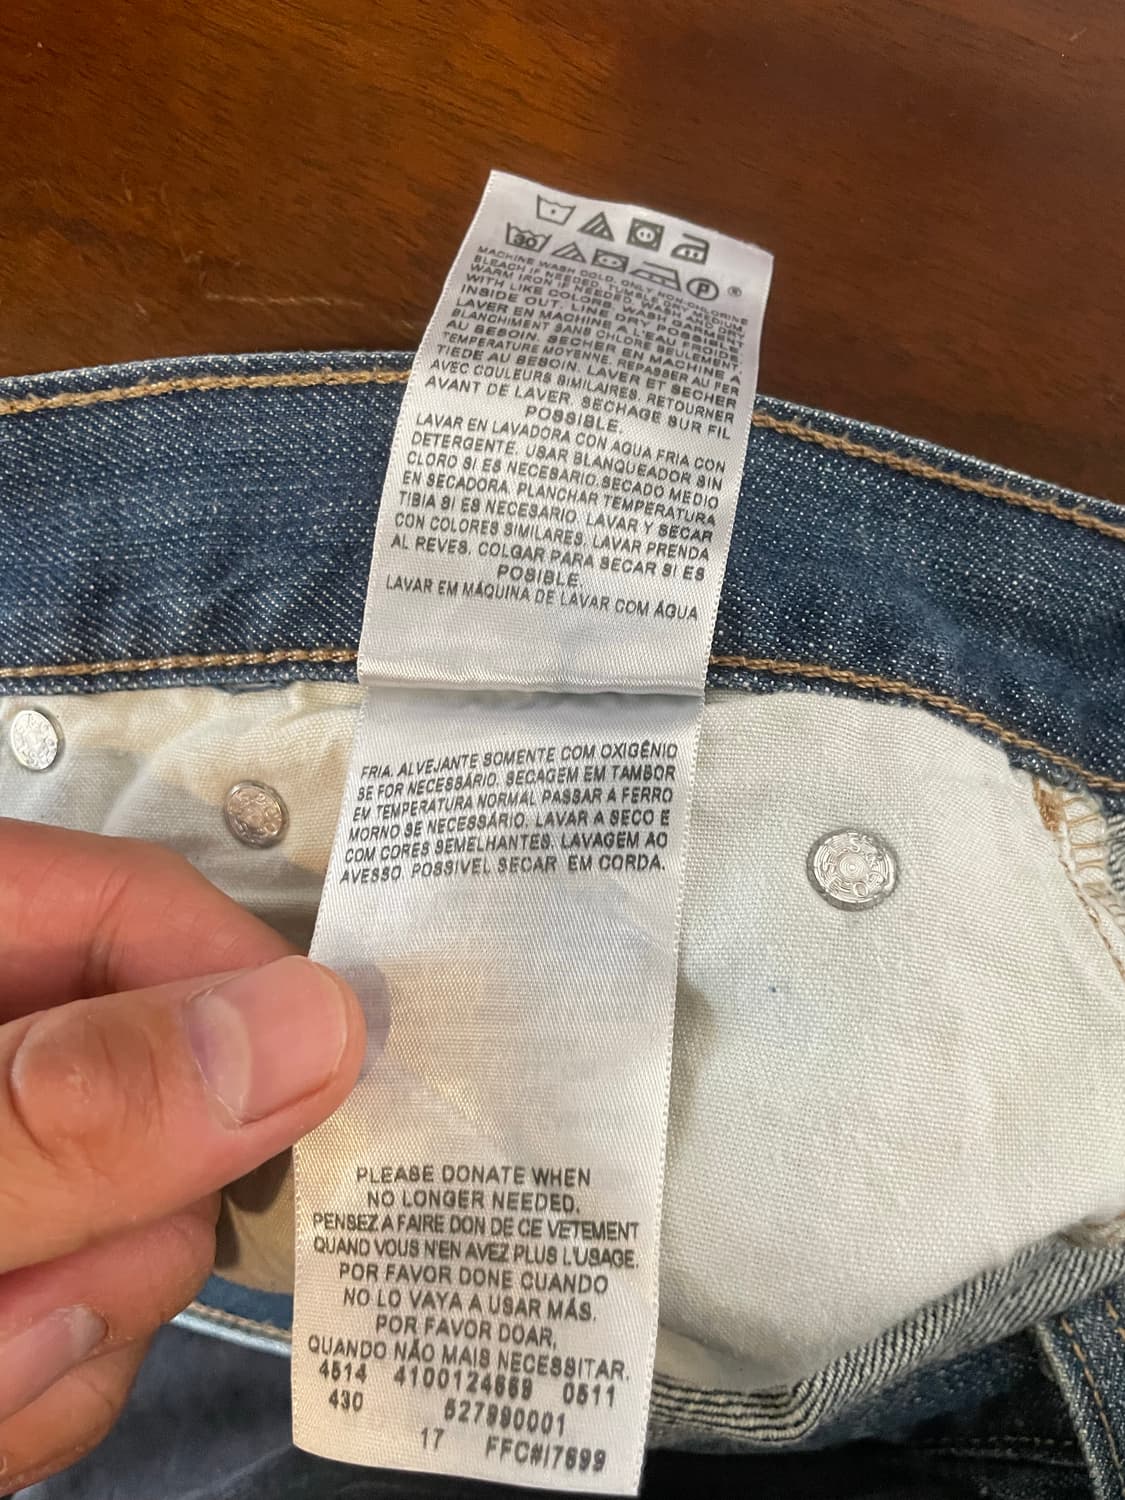 30
P ®
MACHINE WASH COLD. ONLY NON-CHLORINE
BLEACH IF NEEDED. TUMBLE DRY MEDIUM.
WARM IRON IF NEEDED. WASH AND DRY
WITH LIKE COLORS. WASH GARMENT
INSIDE OUT. LINE DRY POSSIBLE.
LAVER EN MACHINE A L'EAU FROIDE.
BLANCHIMENT SANS CHLORE SEULEMENT,
AU BESOIN. SECHER EN MACHINE A
TEMPERATURE MOYENNE. REPASSER AU FER
TIEDE AU BESOIN. LAVER ET SECHER
AVEC COULEURS SIMILAIRES. RETOURNER
AVANT DE LAVER. SECHAGE SUR FIL
POSSIBLE.
LAVAR EN LAVADORA CON AGUA FRIA CON
DETERGENTE. USAR BLANQUEADOR SIN
CLORO SI ES NECESARIO. SECADO MEDIO
EN SECADORA. PLANCHAR TEMPERATURA
TIBIA SI ES NECESARIO. LAVAR Y SECAR
CON COLORES SIMILARES. LAVAR PRENDA
AL REVES. COLGAR PARA SECAR SI ES
POSIBLE.
LAVAR EM MÁQUINA DE LAVAR COM ÁGUA
FRIA. ALVEJANTE SOMENTE COM OXIGÊNIO
SE FOR NECESSÁRIO. SECAGEM EM TAMBOR
EM TEMPERATURA NORMAL PASSAR A FERRO
MORNO SE NECESSÁRIO. LAVAR A SECO E
COM CORES SEMELHANTES. LAVAGEM AO
AVESSO. POSSIVEL SECAR EM CORDA.
PLEASE DONATE WHEN
NO LONGER NEEDED.
PENSEZ A FAIRE DON DE CE VETEMENT
QUAND VOUS N'EN AVEZ PLUS L'USAGE.
POR FAVOR DONE CUANDO
NO LO VAYA A USAR MÁS.
POR FAVOR DOAR,
QUANDO NÃO MAIS NECESSITAR.
4514 4100124669 0511
430 527990001
17 FFC#I7699